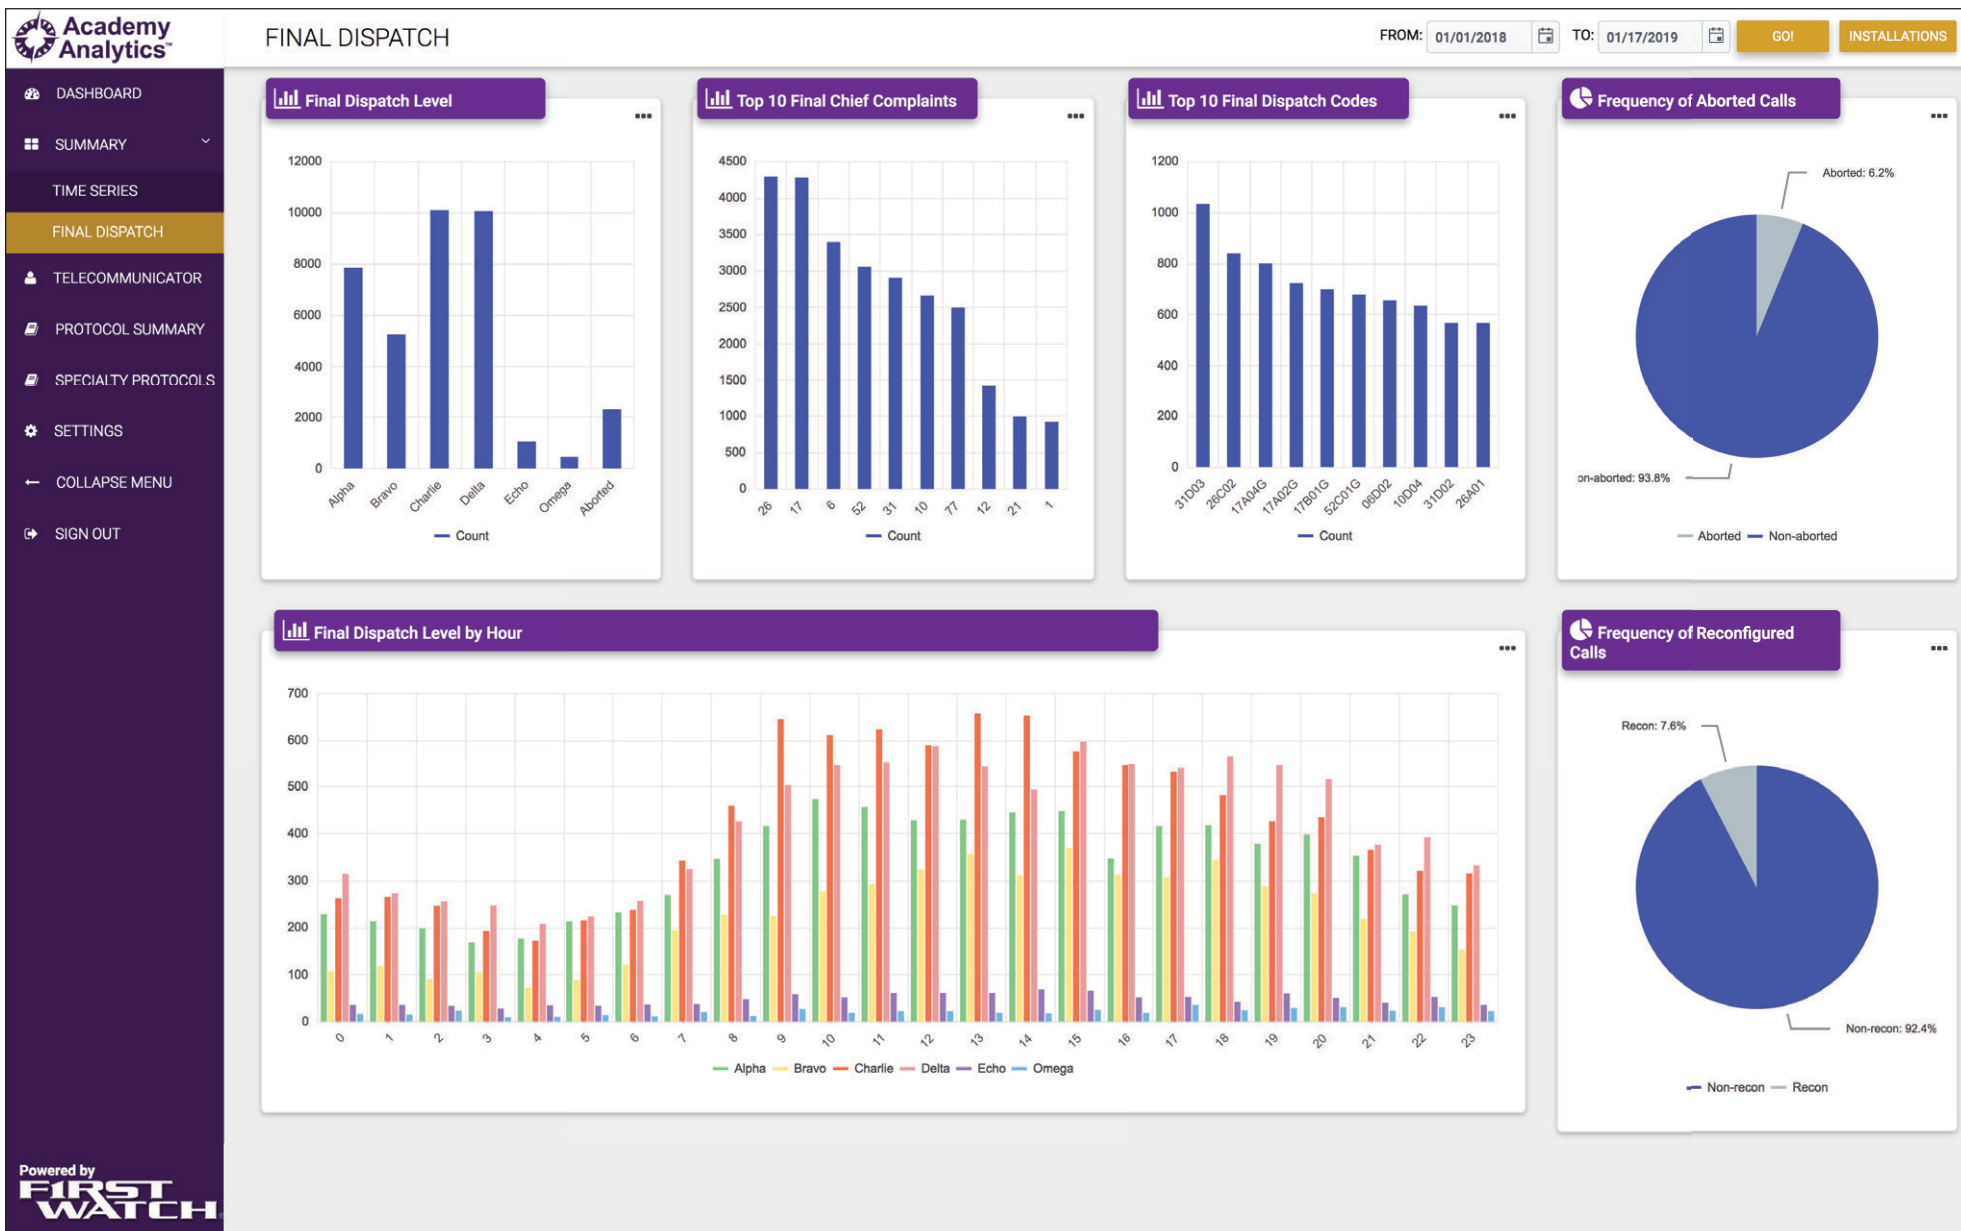 Academy
Analytics™
FINAL DISPATCH
FROM: 01/01/2018 TO: 01/17/2019 GO! INSTALLATIONS
DASHBOARD
SUMMARY
TIME SERIES
FINAL DISPATCH
TELECOMMUNICATOR
PROTOCOL SUMMARY
SPECIALTY PROTOCOLS
SETTINGS
COLLAPSE MENU
SIGN OUT
Powered by
FIRST
WATCH
Final Dispatch Level
12000
10000
8000
6000
4000
2000
0
Alpha Bravo Charlie Delta Echo Omega Aborted
Count
Top 10 Final Chief Complaints
4500
4000
3500
3000
2500
2000
1500
1000
500
0
26 17 6 52 31 10 77 12 21 1
Count
Top 10 Final Dispatch Codes
1200
1000
800
600
400
200
0
31D03 26C02 17A04G 17A02G 17B01G 52C01G 06D02 10D04 31D02 26A01
Count
Frequency of Aborted Calls
Aborted: 6.2%
on-aborted: 93.8%
Aborted Non-aborted
Final Dispatch Level by Hour
700
600
500
400
300
200
100
0
0 1 2 3 4 5 6 7 8 9 10 11 12 13 14 15 16 17 18 19 20 21 22 23
Alpha Bravo Charlie Delta Echo Omega
Frequency of Reconfigured
Calls
Recon: 7.6%
Non-recon: 92.4%
Non-recon Recon